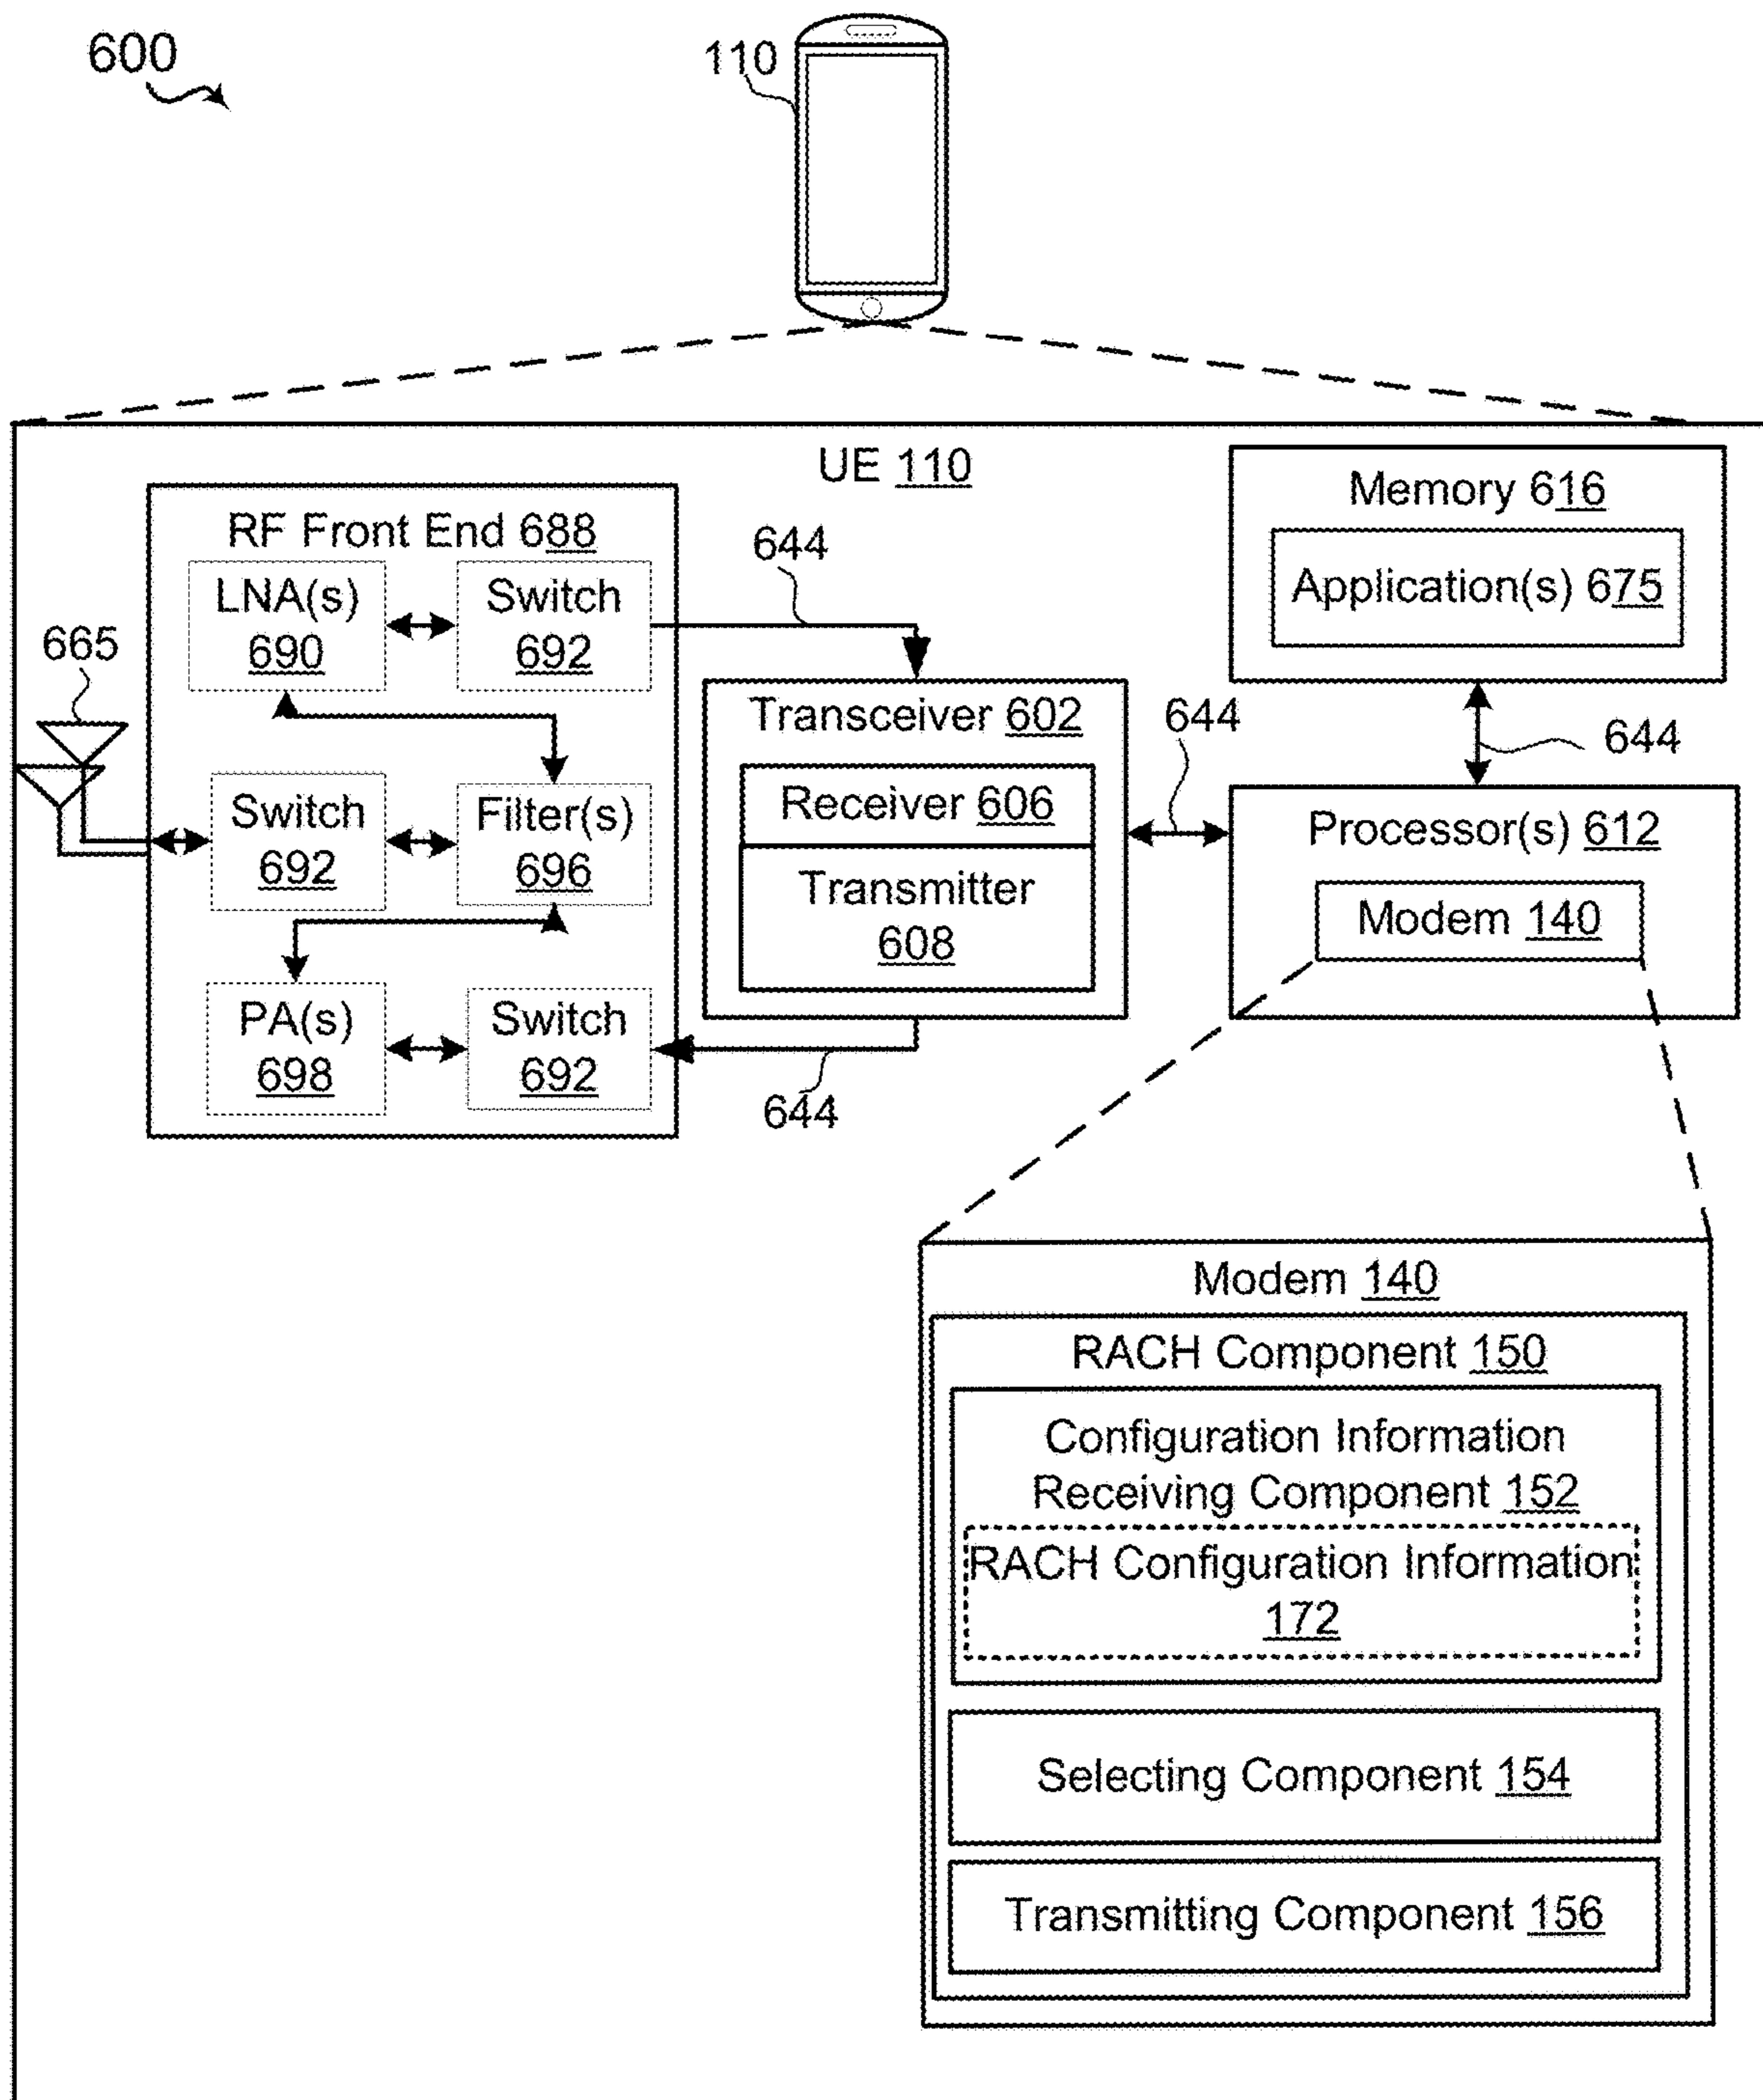 600
110
UE 110
RF Front End 688
LNA(s)
690
Switch
692
644
665
Switch
692
Filter(s)
696
PA(s)
698
Switch
692
644
Transceiver 602
Receiver 606
Transmitter
608
644
Memory 616
Application(s) 675
644
Processor(s) 612
Modem 140
Modem 140
RACH Component 150
Configuration Information
Receiving Component 152
RACH Configuration Information
172
Selecting Component 154
Transmitting Component 156